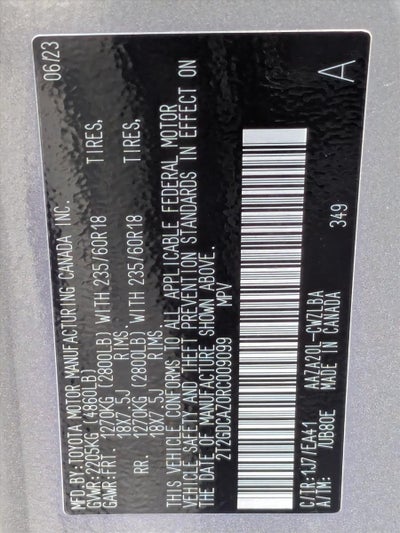 MFD.BY:TOYOTA MOTOR MANUFACTURING CANADA INC. 06/23
GVWR:2205KG (4860LB)
GAWR:FRT. 1270KG (2800LB) WITH 235/60R18 TIRES,
18X7.5J RIMS,
RR. 1270KG (2800LB) WITH 235/60R18 TIRES,
18X7.5J RIMS.
THIS VEHICLE CONFORMS TO ALL APPLICABLE FEDERAL MOTOR
VEHICLE SAFETY AND THEFT PREVENTION STANDARDS IN EFFECT ON
THE DATE OF MANUFACTURE SHOWN ABOVE.
2T2GDCAZ0RC009099 MPV
C/TR:1J7/EA41 AAZA20L-CWZLBA
A/TM: /UB80E MADE IN CANADA
349
A